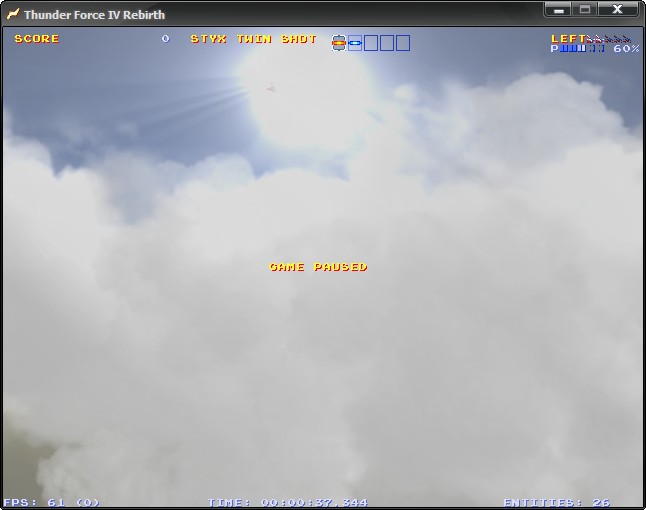 Thunder Force IV Rebirth
SCORE 0 STYX TWIN SHOT LEFT
P 60%
GAME PAUSED
FPS: 61 (0) TIME: 00:00:37.344 ENTITIES: 26